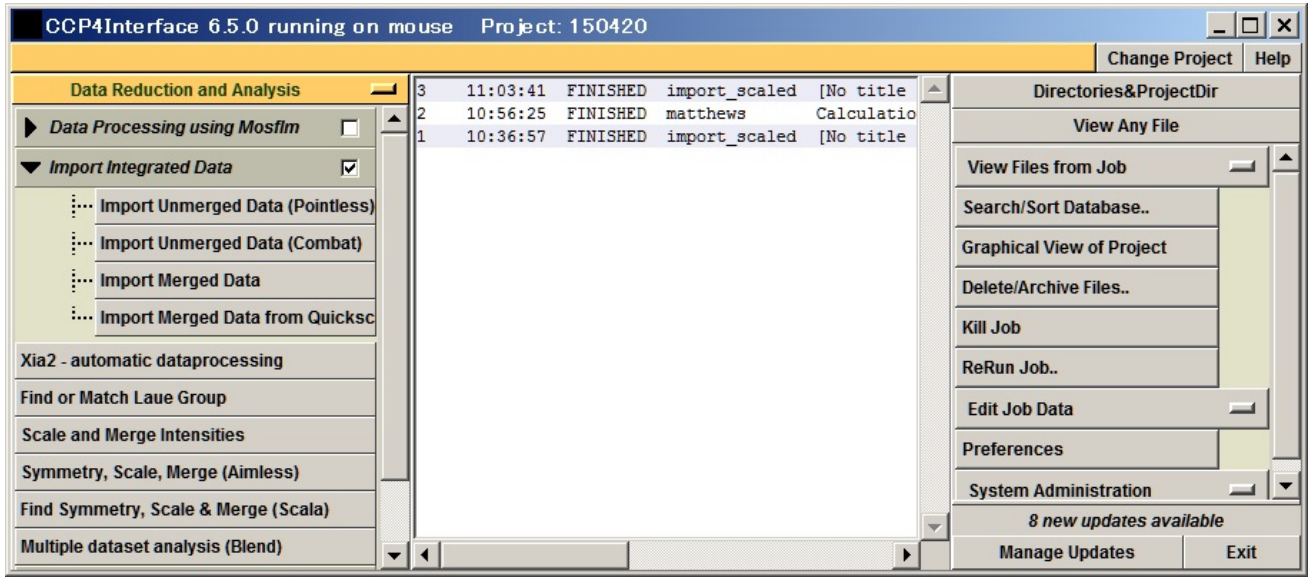 CCP4Interface 6.5.0 running on mouse Project: 150420
Change Project Help
Data Reduction and Analysis
Data Processing using Mosflm
Import Integrated Data
Import Unmerged Data (Pointless)
Import Unmerged Data (Combat)
Import Merged Data
Import Merged Data from Quicksc
Xia2 - automatic dataprocessing
Find or Match Laue Group
Scale and Merge Intensities
Symmetry, Scale, Merge (Aimless)
Find Symmetry, Scale & Merge (Scala)
Multiple dataset analysis (Blend)
3 11:03:41 FINISHED import_scaled [No title
2 10:56:25 FINISHED matthews Calculatio
1 10:36:57 FINISHED import_scaled [No title
Directories&ProjectDir
View Any File
View Files from Job
Search/Sort Database..
Graphical View of Project
Delete/Archive Files..
Kill Job
ReRun Job..
Edit Job Data
Preferences
System Administration
8 new updates available
Manage Updates Exit